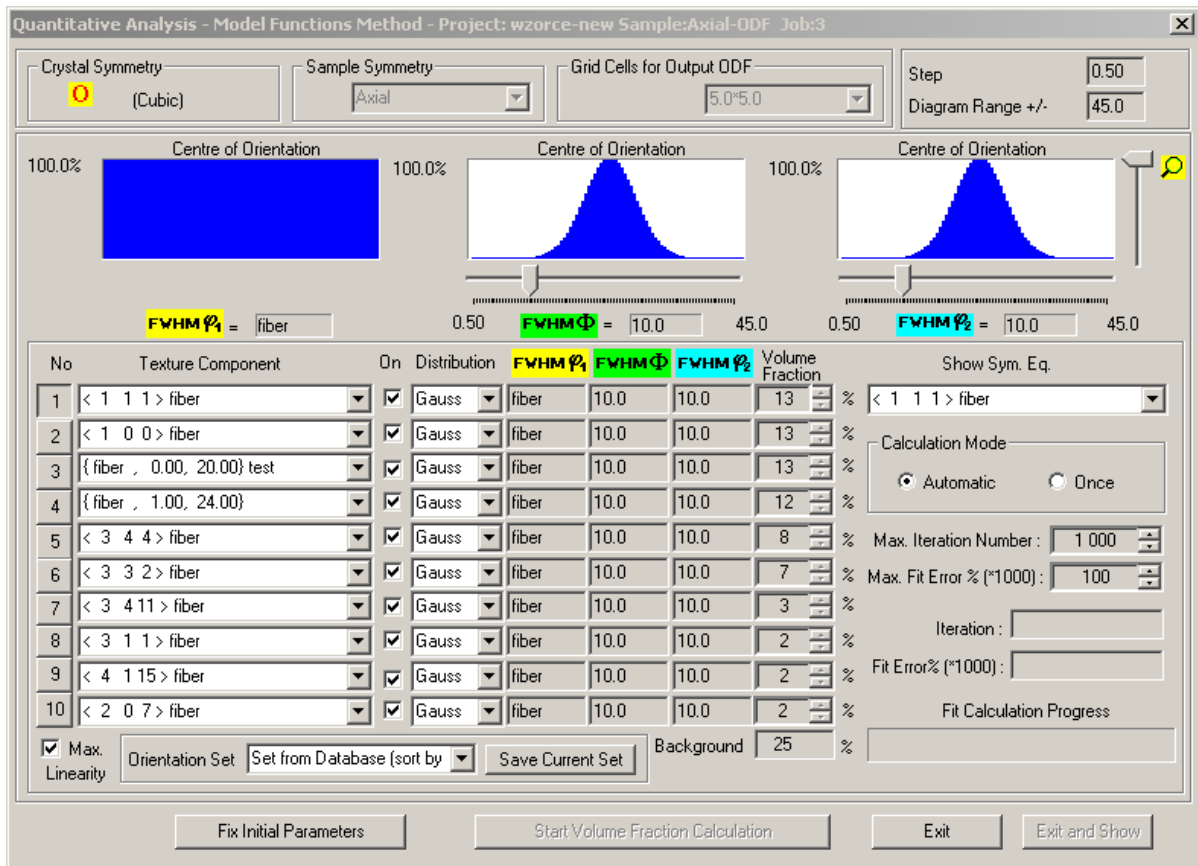 Quantitative Analysis - Model Functions Method - Project: wzorce-new Sample:Axial-ODF Job:3
Crystal Symmetry
O (Cubic)
Sample Symmetry
Axial
Grid Cells for Output ODF
5.0*5.0
Step 0.50
Diagram Range +/- 45.0
Centre of Orientation
100.0%
Centre of Orientation
100.0%
Centre of Orientation
100.0%
FWHM φ1 = fiber
0.50 FWHM Φ = 10.0 45.0
0.50 FWHM φ2 = 10.0 45.0
No Texture Component On Distribution FWHM φ1 FWHM Φ FWHM φ2 Volume Fraction
1 < 1 1 1 > fiber Gauss fiber 10.0 10.0 13 %
2 < 1 0 0 > fiber Gauss fiber 10.0 10.0 13 %
3 { fiber , 0.00, 20.00} test Gauss fiber 10.0 10.0 13 %
4 { fiber , 1.00, 24.00} Gauss fiber 10.0 10.0 12 %
5 < 3 4 4 > fiber Gauss fiber 10.0 10.0 8 %
6 < 3 3 2 > fiber Gauss fiber 10.0 10.0 7 %
7 < 3 4 11 > fiber Gauss fiber 10.0 10.0 3 %
8 < 3 1 1 > fiber Gauss fiber 10.0 10.0 2 %
9 < 4 1 15 > fiber Gauss fiber 10.0 10.0 2 %
10 < 2 0 7 > fiber Gauss fiber 10.0 10.0 2 %
Max. Linearity
Orientation Set Set from Database (sort by
Save Current Set
Background 25 %
Show Sym. Eq.
< 1 1 1 > fiber
Calculation Mode
Automatic Once
Max. Iteration Number : 1 000
Max. Fit Error % (*1000) : 100
Iteration :
Fit Error% (*1000) :
Fit Calculation Progress
Fix Initial Parameters
Start Volume Fraction Calculation
Exit
Exit and Show